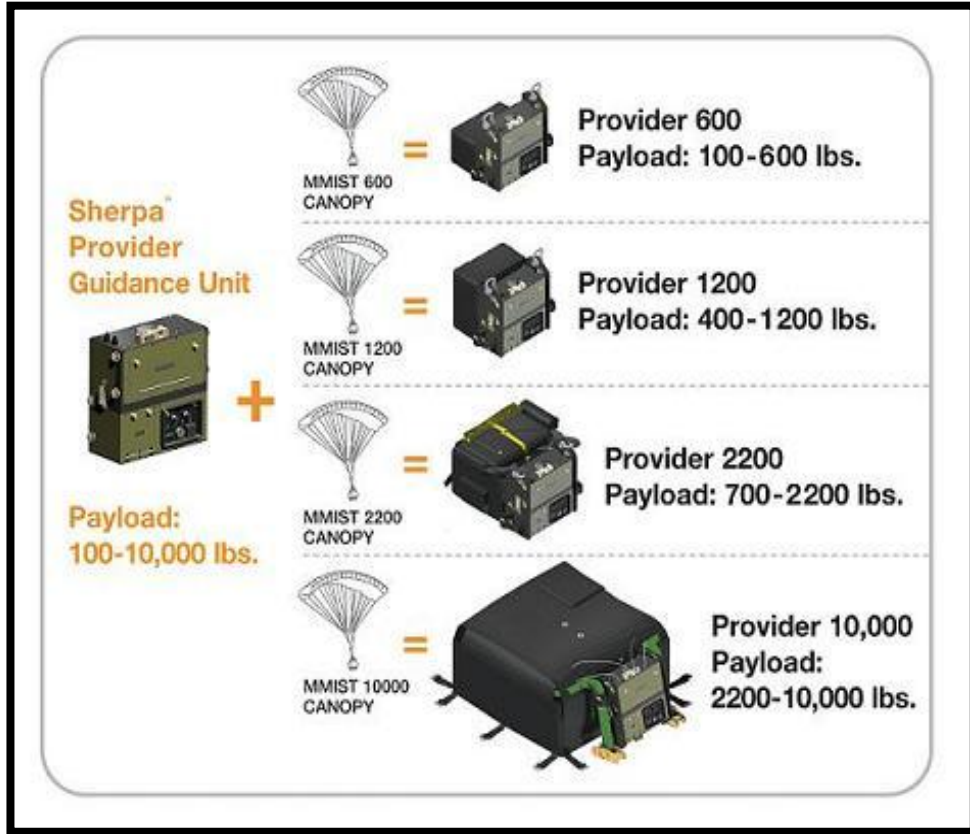 Sherpa
Provider
Guidance Unit
Payload:
100-10,000 lbs.
+
MMIST 600
CANOPY
=
Provider 600
Payload: 100-600 lbs.
MMIST 1200
CANOPY
=
Provider 1200
Payload: 400-1200 lbs.
MMIST 2200
CANOPY
=
Provider 2200
Payload: 700-2200 lbs.
MMIST 10000
CANOPY
=
Provider 10,000
Payload:
2200-10,000 lbs.